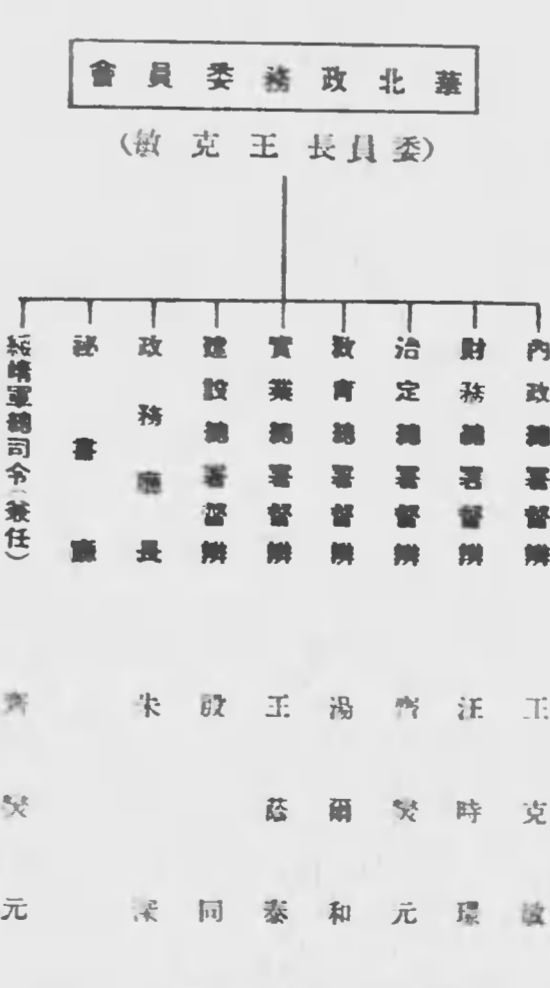 華北政務委員會
(委員長王克敏)
內政總署督辦 王克敏
財務總署督辦 汪時璟
治定總署督辦 齊燮元
教育總署督辦 湯爾和
實業總署督辦 王蔭泰
建設總署督辦 殷同
政務廳長 朱深
祕書廳
綏靖軍總司令(兼任) 齊燮元